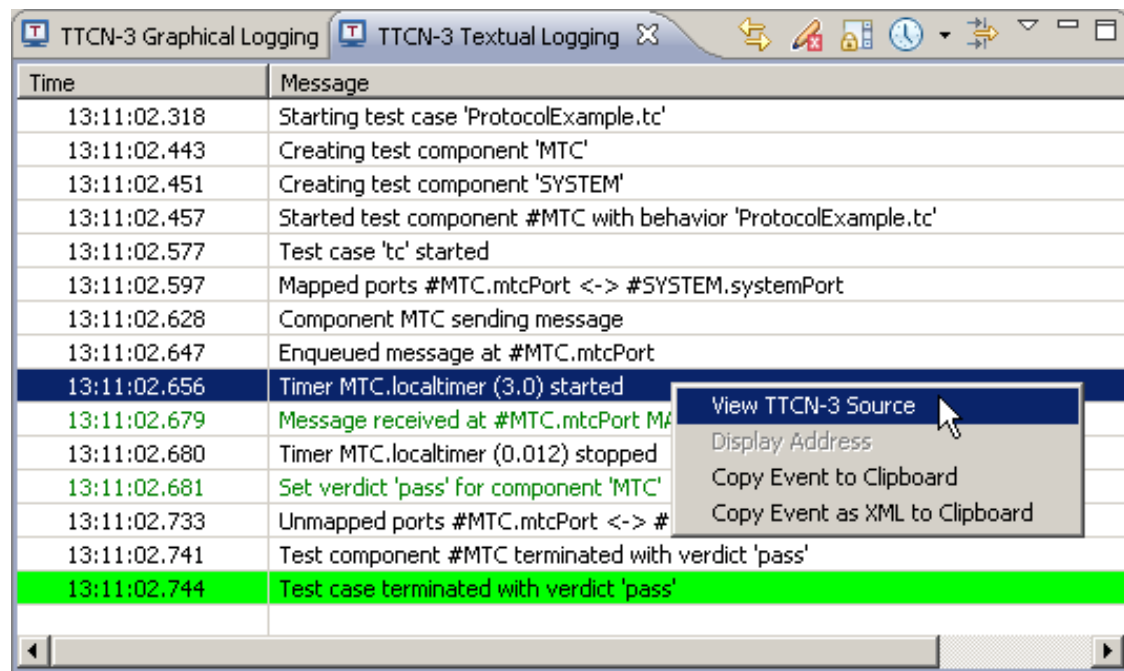 TTCN-3 Graphical Logging TTCN-3 Textual Logging
Time Message
13:11:02.318 Starting test case 'ProtocolExample.tc'
13:11:02.443 Creating test component 'MTC'
13:11:02.451 Creating test component 'SYSTEM'
13:11:02.457 Started test component #MTC with behavior 'ProtocolExample.tc'
13:11:02.577 Test case 'tc' started
13:11:02.597 Mapped ports #MTC.mtcPort <-> #SYSTEM.systemPort
13:11:02.628 Component MTC sending message
13:11:02.647 Enqueued message at #MTC.mtcPort
13:11:02.656 Timer MTC.localtimer (3.0) started
13:11:02.679 Message received at #MTC.mtcPort MA
13:11:02.680 Timer MTC.localtimer (0.012) stopped
13:11:02.681 Set verdict 'pass' for component 'MTC'
13:11:02.733 Unmapped ports #MTC.mtcPort <-> #
13:11:02.741 Test component #MTC terminated with verdict 'pass'
13:11:02.744 Test case terminated with verdict 'pass'
View TTCN-3 Source
Display Address
Copy Event to Clipboard
Copy Event as XML to Clipboard